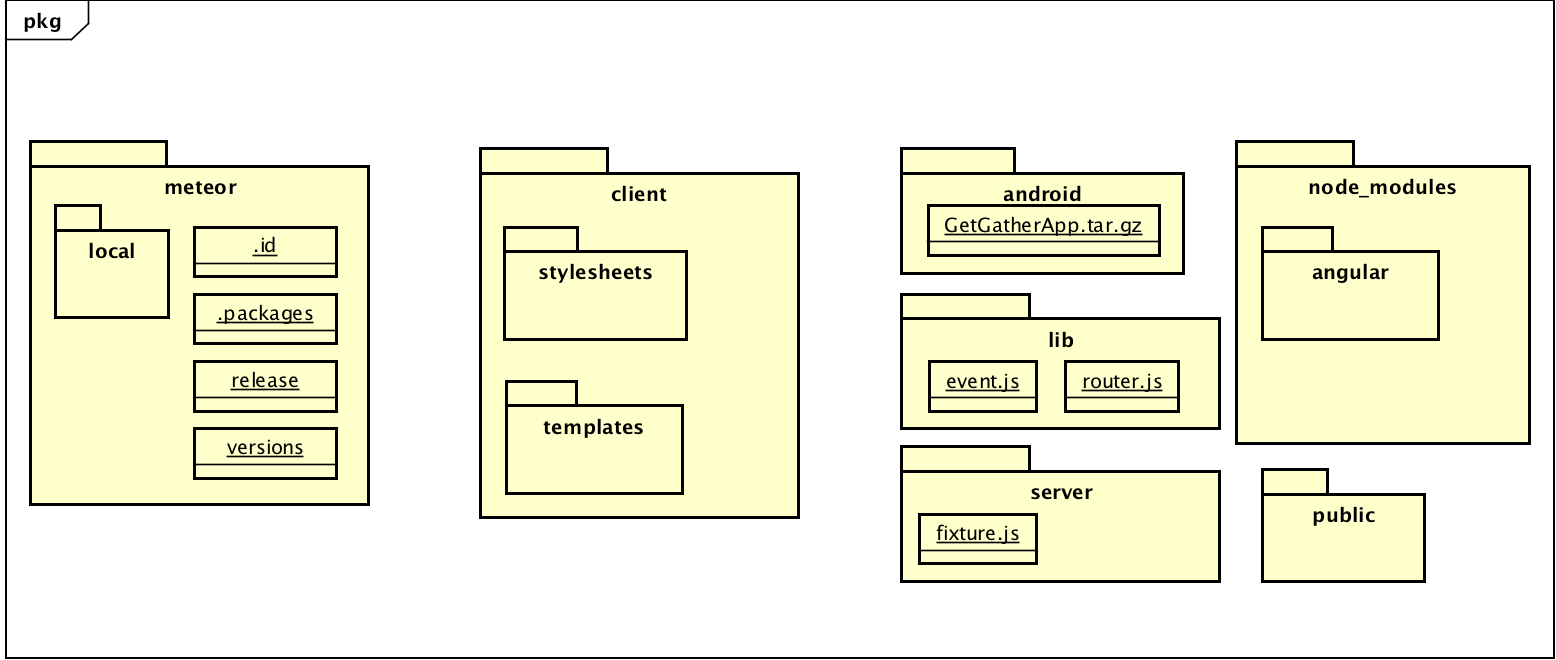 pkg
meteor
local
.id
.packages
release
versions
client
stylesheets
templates
android
GetGatherApp.tar.gz
lib
event.js
router.js
server
fixture.js
node_modules
angular
public